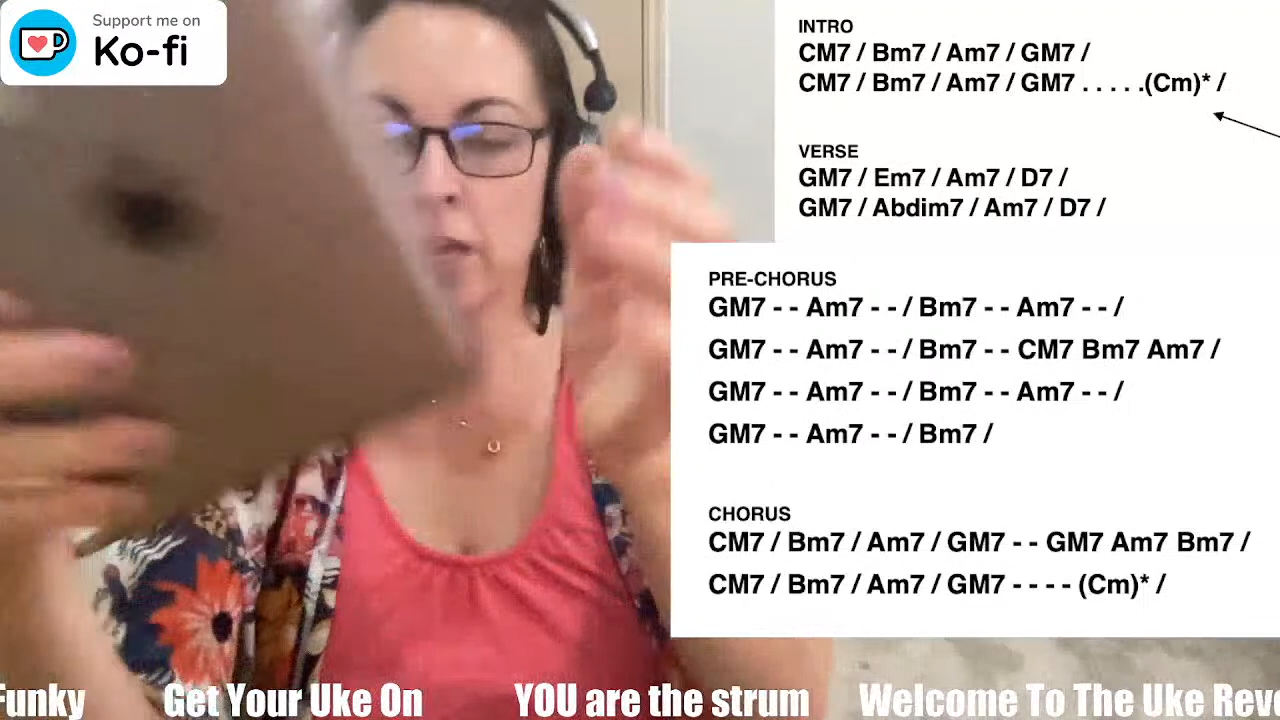 Support me on
Ko-fi
INTRO
CM7 / Bm7 / Am7 / GM7 /
CM7 / Bm7 / Am7 / GM7 . . . . .(Cm)* /
VERSE
GM7 / Em7 / Am7 / D7 /
GM7 / Abdim7 / Am7 / D7 /
PRE-CHORUS
GM7 - - Am7 - - / Bm7 - - Am7 - - /
GM7 - - Am7 - - / Bm7 - - CM7 Bm7 Am7 /
GM7 - - Am7 - - / Bm7 - - Am7 - - /
GM7 - - Am7 - - / Bm7 /
CHORUS
CM7 / Bm7 / Am7 / GM7 - - GM7 Am7 Bm7 /
CM7 / Bm7 / Am7 / GM7 - - - - (Cm)* /
Funky Get Your Uke On YOU are the strum Welcome To The Uke Rev